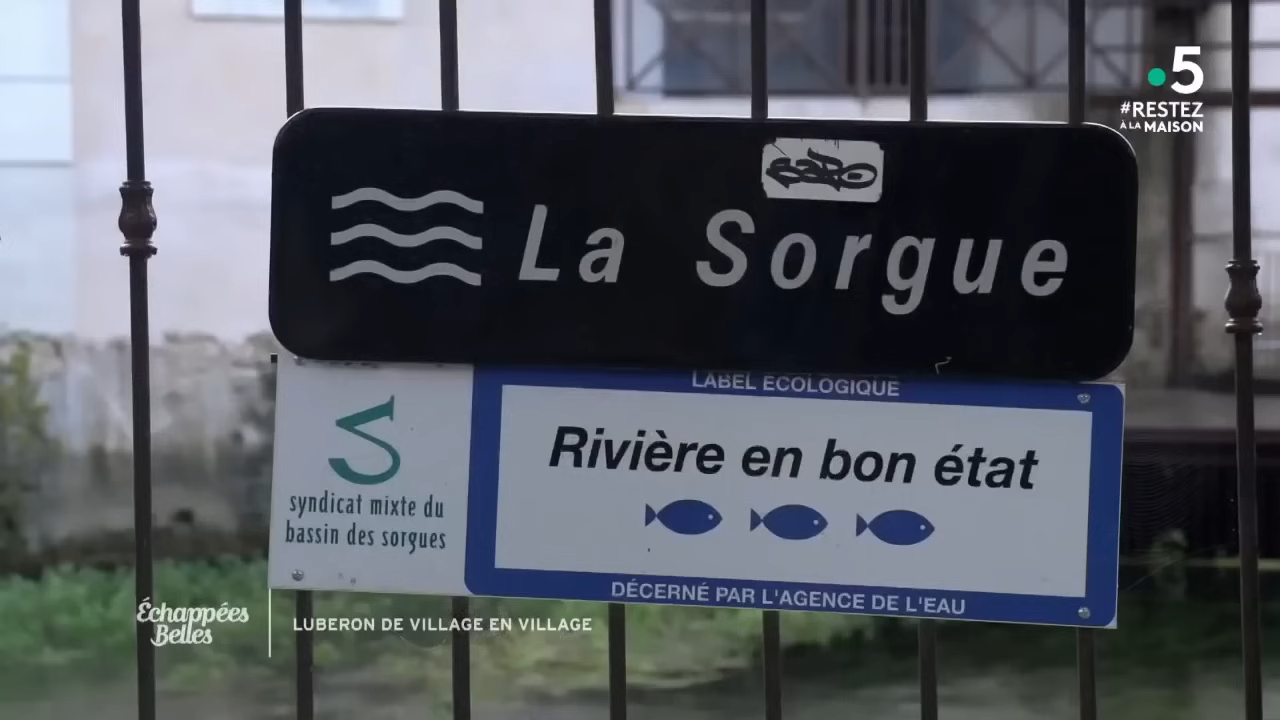 5
#RESTEZ
À LA MAISON
La Sorgue
LABEL ECOLOGIQUE
Rivière en bon état
syndicat mixte du
bassin des sorgues
DÉCERNÉ PAR L'AGENCE DE L'EAU
Échappées
Belles
LUBERON DE VILLAGE EN VILLAGE